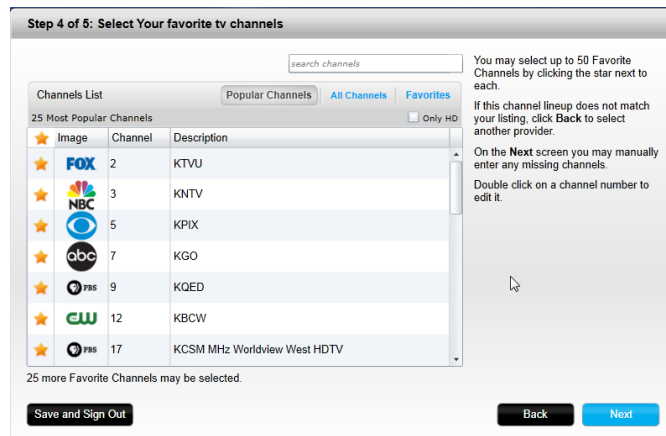 Step 4 of 5: Select Your favorite tv channels
search channels
Channels List
Popular Channels
All Channels
Favorites
25 Most Popular Channels
Only HD
Image Channel Description
FOX 2 KTVU
NBC 3 KNTV
5 KPIX
abc 7 KGO
PBS 9 KQED
CW 12 KBCW
PBS 17 KCSM MHz Worldview West HDTV
25 more Favorite Channels may be selected.
You may select up to 50 Favorite
Channels by clicking the star next to
each.
If this channel lineup does not match
your listing, click Back to select
another provider.
On the Next screen you may manually
enter any missing channels.
Double click on a channel number to
edit it.
Save and Sign Out
Back
Next